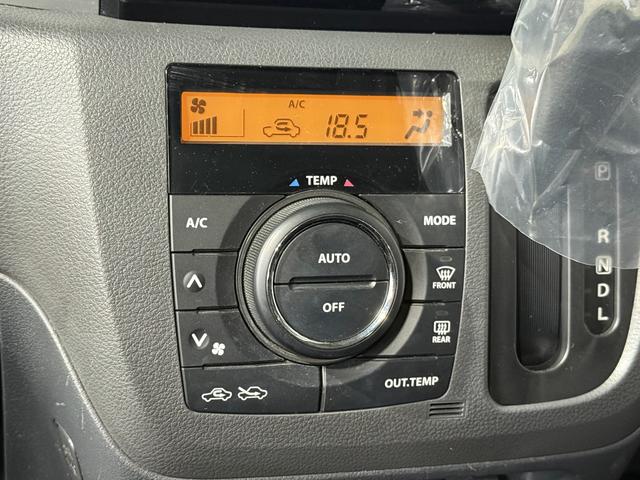 A/C
18.5
TEMP
A/C
MODE
AUTO
OFF
FRONT
REAR
OUT.TEMP
P
R
N
D
L